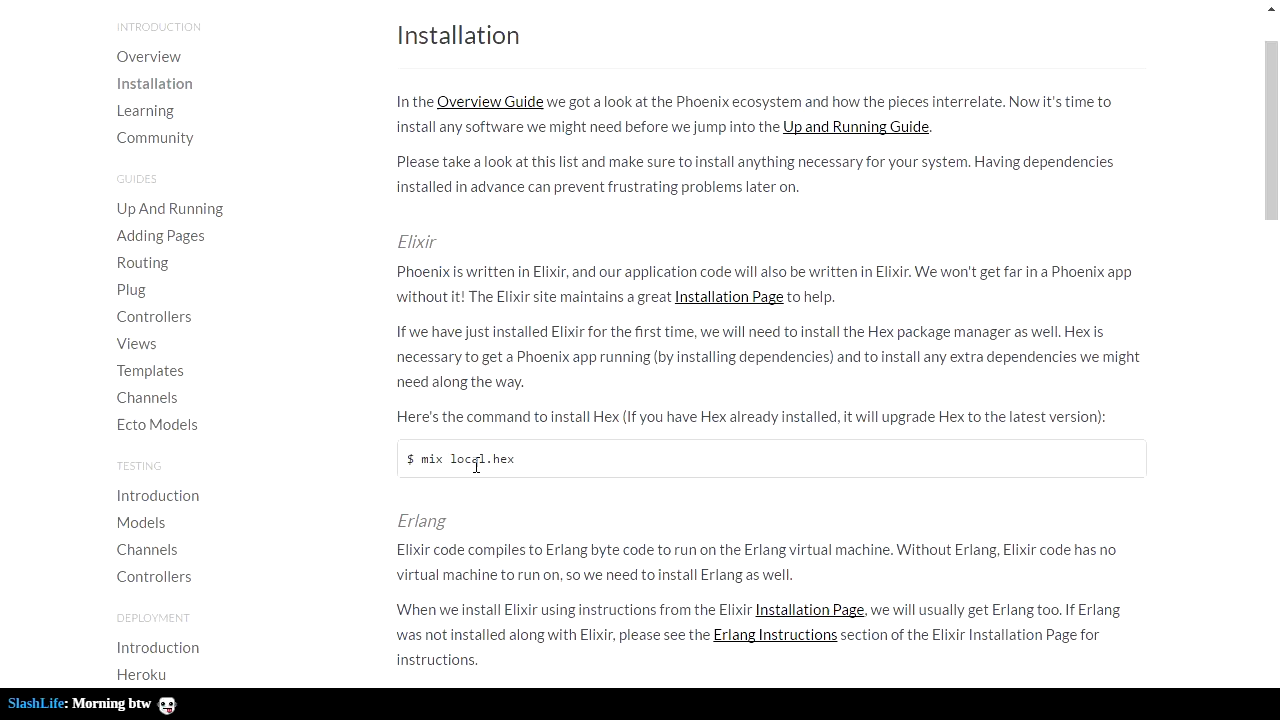 INTRODUCTION
Overview
Installation
Learning
Community
GUIDES
Up And Running
Adding Pages
Routing
Plug
Controllers
Views
Templates
Channels
Ecto Models
TESTING
Introduction
Models
Channels
Controllers
DEPLOYMENT
Introduction
Heroku
Installation
In the Overview Guide we got a look at the Phoenix ecosystem and how the pieces interrelate. Now it's time to
install any software we might need before we jump into the Up and Running Guide.
Please take a look at this list and make sure to install anything necessary for your system. Having dependencies
installed in advance can prevent frustrating problems later on.
Elixir
Phoenix is written in Elixir, and our application code will also be written in Elixir. We won't get far in a Phoenix app
without it! The Elixir site maintains a great Installation Page to help.
If we have just installed Elixir for the first time, we will need to install the Hex package manager as well. Hex is
necessary to get a Phoenix app running (by installing dependencies) and to install any extra dependencies we might
need along the way.
Here's the command to install Hex (If you have Hex already installed, it will upgrade Hex to the latest version):
$ mix local.hex
Erlang
Elixir code compiles to Erlang byte code to run on the Erlang virtual machine. Without Erlang, Elixir code has no
virtual machine to run on, so we need to install Erlang as well.
When we install Elixir using instructions from the Elixir Installation Page, we will usually get Erlang too. If Erlang
was not installed along with Elixir, please see the Erlang Instructions section of the Elixir Installation Page for
instructions.
SlashLife: Morning btw